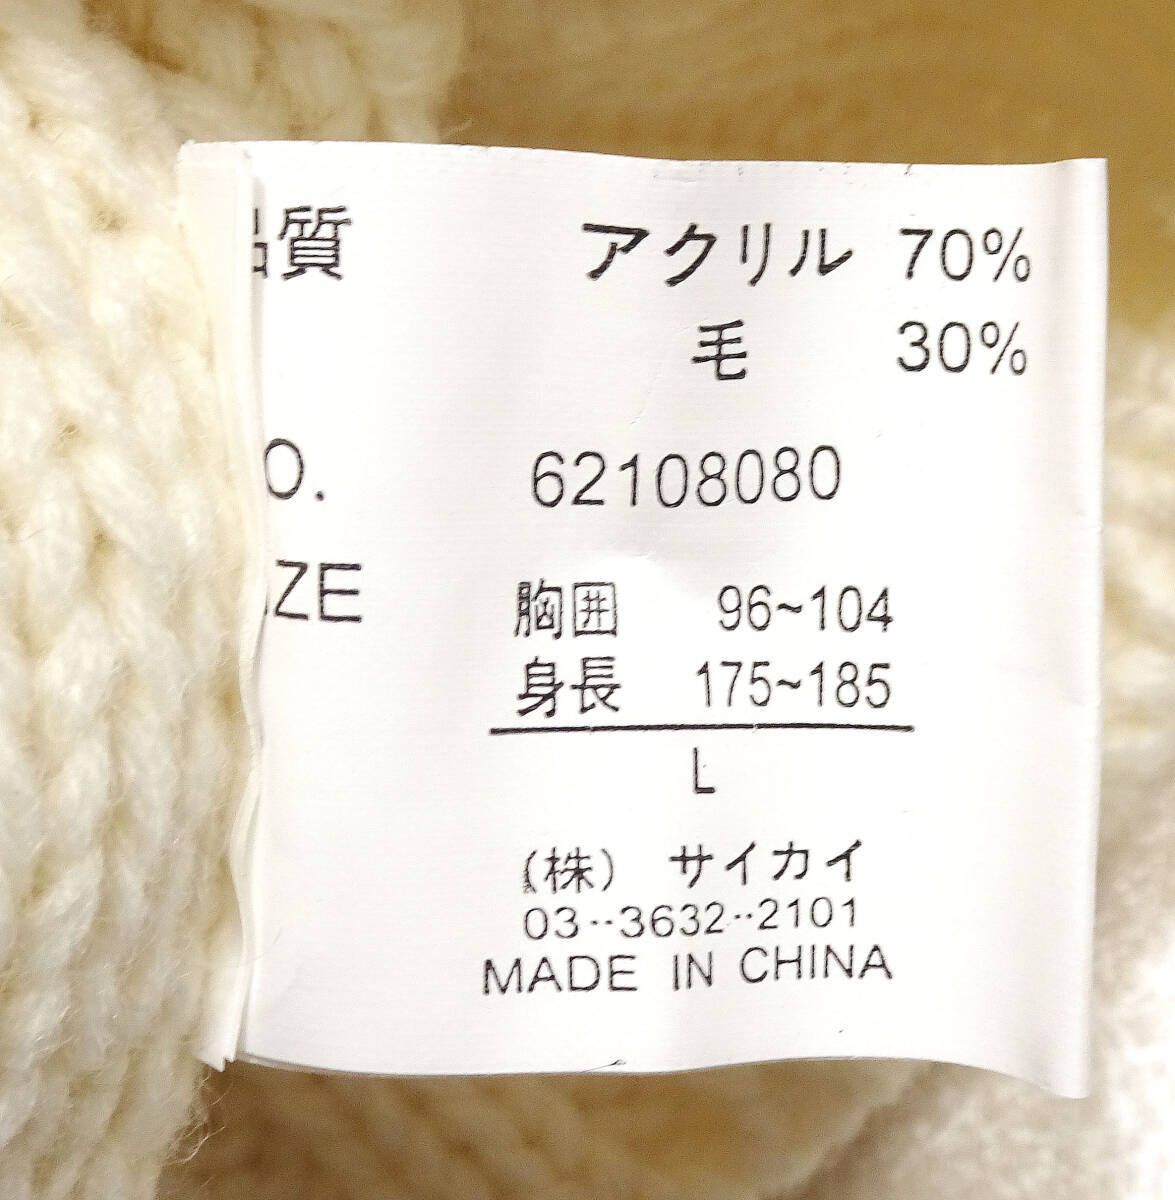 品質 アクリル 70%
毛 30%
O. 62108080
ZE
胸囲 96~104
身長 175~185
L
(株) サイカイ
03--3632--2101
MADE IN CHINA